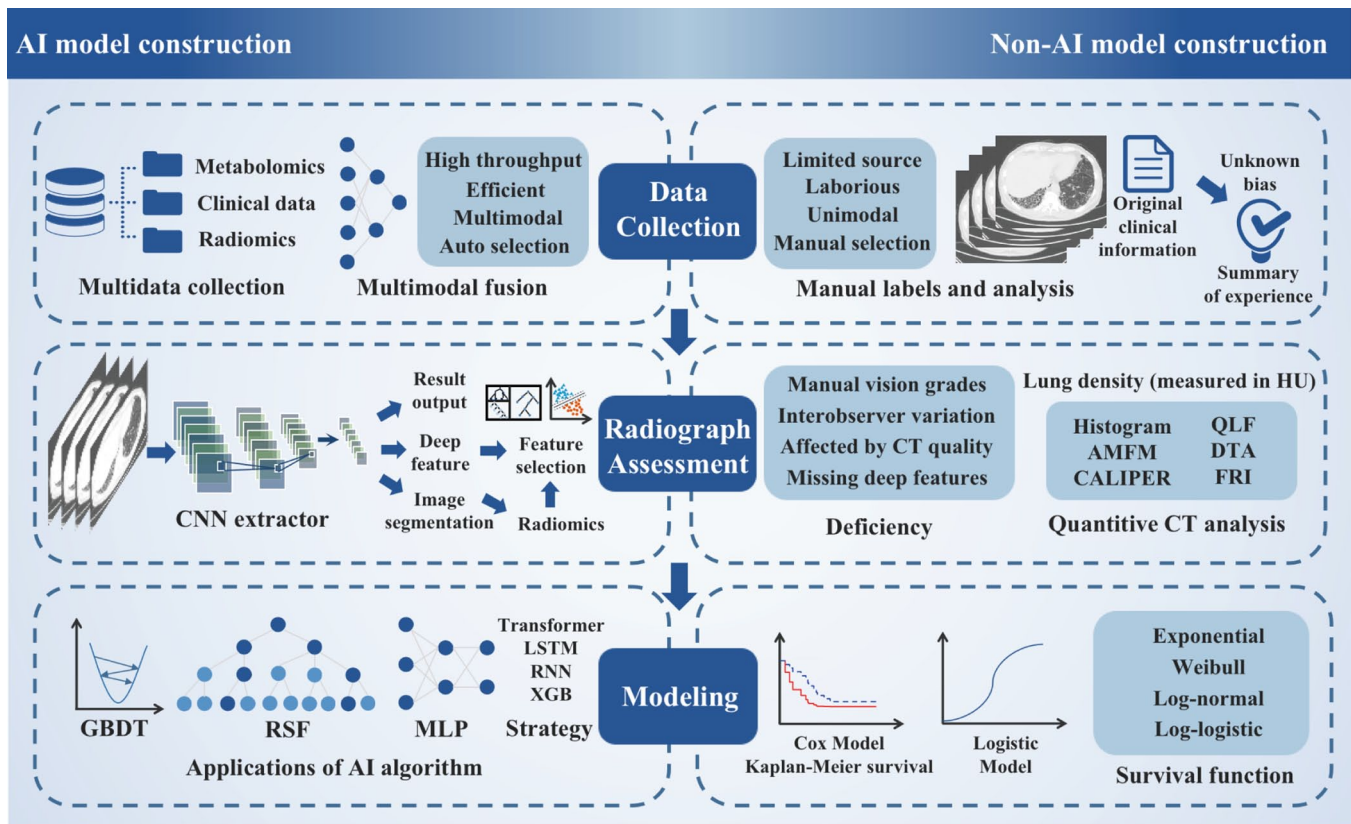 AI model construction
Non-AI model construction
Metabolomics
Clinical data
Radiomics
Multidata collection
Multimodal fusion
High throughput
Efficient
Multimodal
Auto selection
Data
Collection
Limited source
Laborious
Unimodal
Manual selection
Original
clinical
information
Unknown
bias
Summary
of experience
Manual labels and analysis
CNN extractor
Result
output
Deep
feature
Image
segmentation
Feature
selection
Radiomics
Radiograph
Assessment
Manual vision grades
Interobserver variation
Affected by CT quality
Missing deep features
Deficiency
Lung density (measured in HU)
Histogram
AMFM
CALIPER
QLF
DTA
FRI
Quantitive CT analysis
GBDT
RSF
MLP
Transformer
LSTM
RNN
XGB
Strategy
Applications of AI algorithm
Modeling
Cox Model
Kaplan-Meier survival
Logistic
Model
Exponential
Weibull
Log-normal
Log-logistic
Survival function